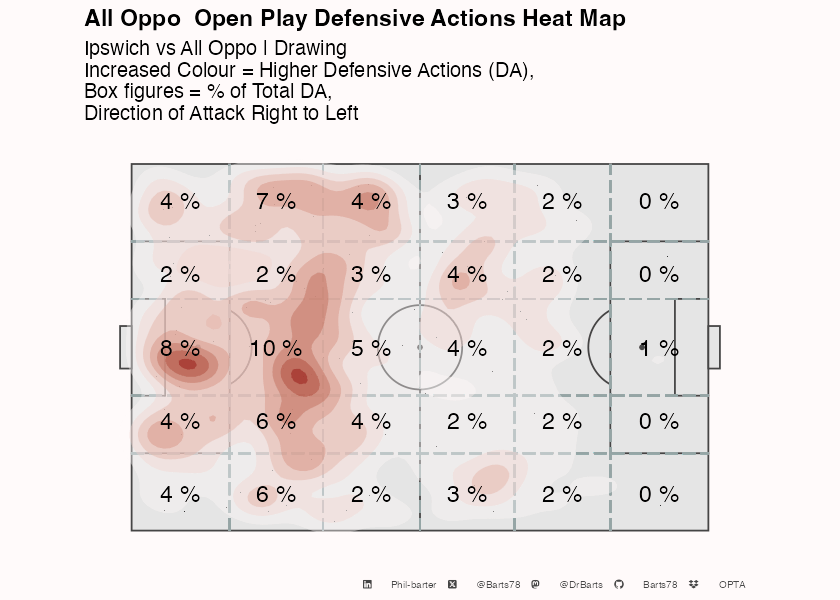 All Oppo  Open Play Defensive Actions Heat Map
Ipswich vs All Oppo | Drawing
Increased Colour = Higher Defensive Actions (DA),
Box figures = % of Total DA,
Direction of Attack Right to Left
4 % 7 % 4 % 3 % 2 % 0 %
2 % 2 % 3 % 4 % 2 % 0 %
8 % 10 % 5 % 4 % 2 % 1 %
4 % 6 % 4 % 2 % 2 % 0 %
4 % 6 % 2 % 3 % 2 % 0 %
Phil-barter @Barts78 @DrBarts Barts78 OPTA